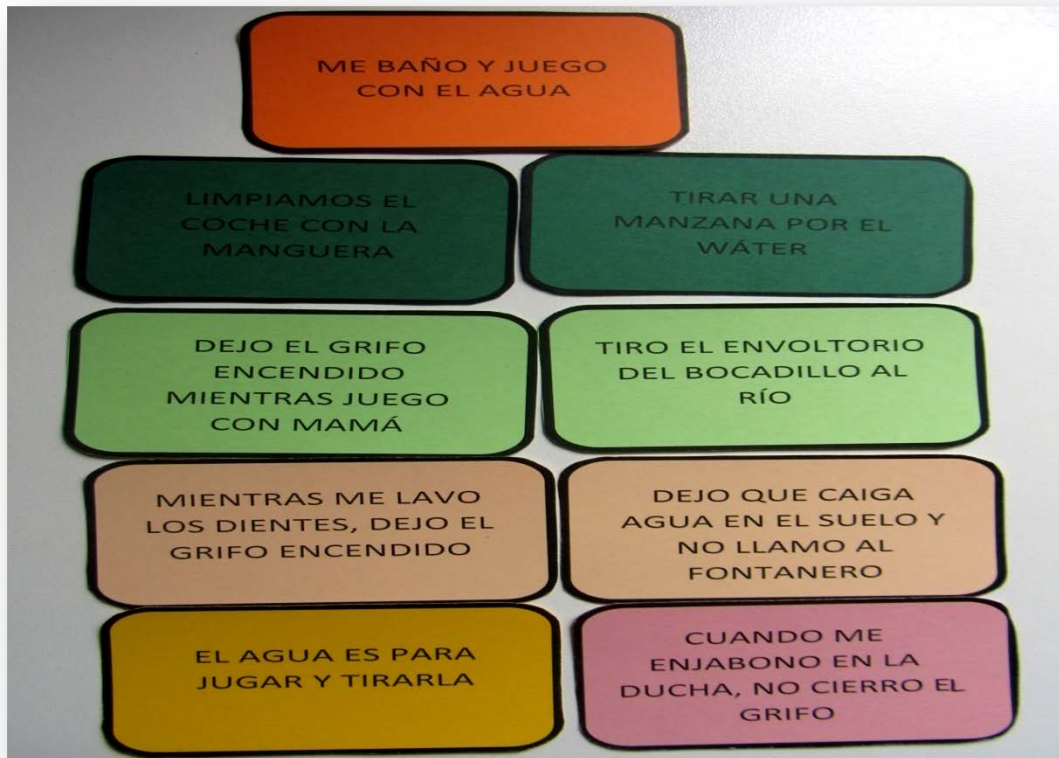 ME BAÑO Y JUEGO
CON EL AGUA
LIMPIAMOS EL
COCHE CON LA
MANGUERA
TIRAR UNA
MANZANA POR EL
WÁTER
DEJO EL GRIFO
ENCENDIDO
MIENTRAS JUEGO
CON MAMÁ
TIRO EL ENVOLTORIO
DEL BOCADILLO AL
RÍO
MIENTRAS ME LAVO
LOS DIENTES, DEJO EL
GRIFO ENCENDIDO
DEJO QUE CAIGA
AGUA EN EL SUELO Y
NO LLAMO AL
FONTANERO
EL AGUA ES PARA
JUGAR Y TIRARLA
CUANDO ME
ENJABONO EN LA
DUCHA, NO CIERRO EL
GRIFO